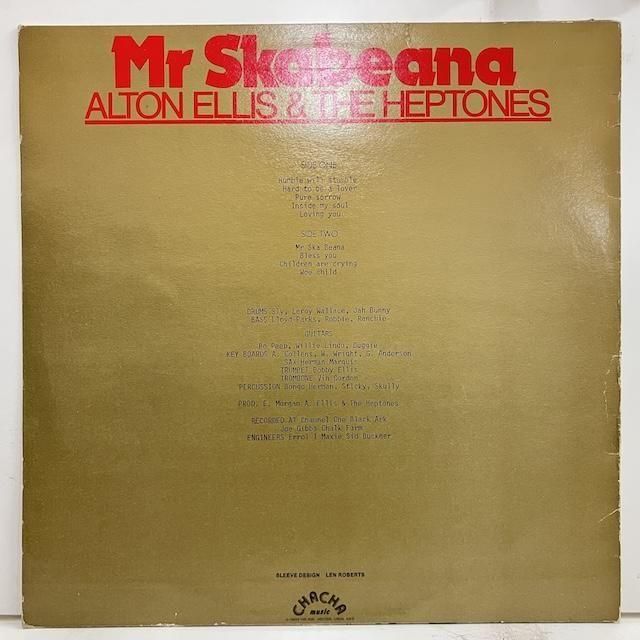 Mr Skabeana
ALTON ELLIS & THE HEPTONES
SIDE ONE
Humble will stumble
Hard to be a lover
Pure sorrow
Inside my soul
Loving you
SIDE TWO
Mr Ska Beana
Bless you
Children are crying
Woe child
DRUMS Sly, Leroy Wallace, Jah Bunny
BASS Lloyd Parks, Robbie, Ranchie
GUITARS
Bo Peep, Willie Lindo, Duggie
KEY BOARDS A. Collens, W. Wright, G. Anderson
SAX Herman Marquis
TRUMPET Bobby Ellis
TROMBONE Vin Gordon
PERCUSSION Bongo Herman, Sticky, Skully
PROD. E. Morgan A. Ellis & The Heptones
RECORDED AT Channel One Black Ark
Joe Gibbs Chalk Farm
ENGINEERS Errol T Maxie Sid Buckner
SLEEVE DESIGN LEN ROBERTS
CHACHA
music